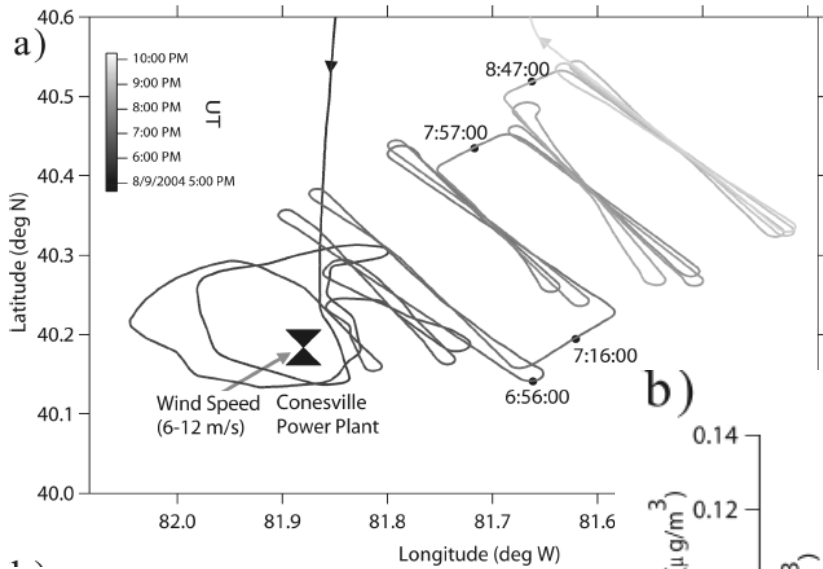 a)
40.6
40.5
40.4
40.3
40.2
40.1
40.0
Latitude (deg N)
10:00 PM
9:00 PM
8:00 PM
7:00 PM
6:00 PM
8/9/2004 5:00 PM
UT
8:47:00
7:57:00
7:16:00
6:56:00
Wind Speed
(6-12 m/s)
Conesville
Power Plant
82.0
81.9
81.8
81.7
81.6
Longitude (deg W)
b)
0.14
0.12
(μg/m³)